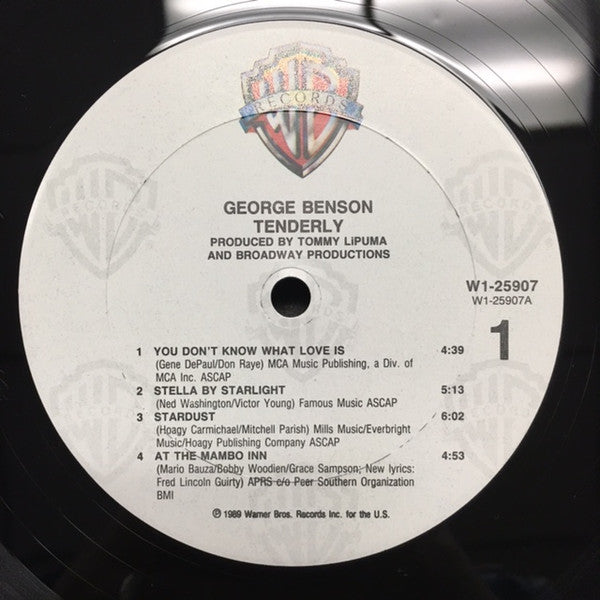 RECORDS
GEORGE BENSON
TENDERLY
PRODUCED BY TOMMY LiPUMA
AND BROADWAY PRODUCTIONS
W1-25907
W1-25907A
1
1 YOU DON'T KNOW WHAT LOVE IS 4:39
(Gene DePaul/Don Raye) MCA Music Publishing, a Div. of
MCA Inc. ASCAP
2 STELLA BY STARLIGHT 5:13
(Ned Washington/Victor Young) Famous Music ASCAP
3 STARDUST 6:02
(Hoagy Carmichael/Mitchell Parish) Mills Music/Everbright
Music/Hoagy Publishing Company ASCAP
4 AT THE MAMBO INN 4:53
(Mario Bauza/Bobby Woodien/Grace Sampson; New lyrics:
Fred Lincoln Guirty) APRS c/o Peer Southern Organization
BMI
℗ 1989 Warner Bros. Records Inc. for the U.S.